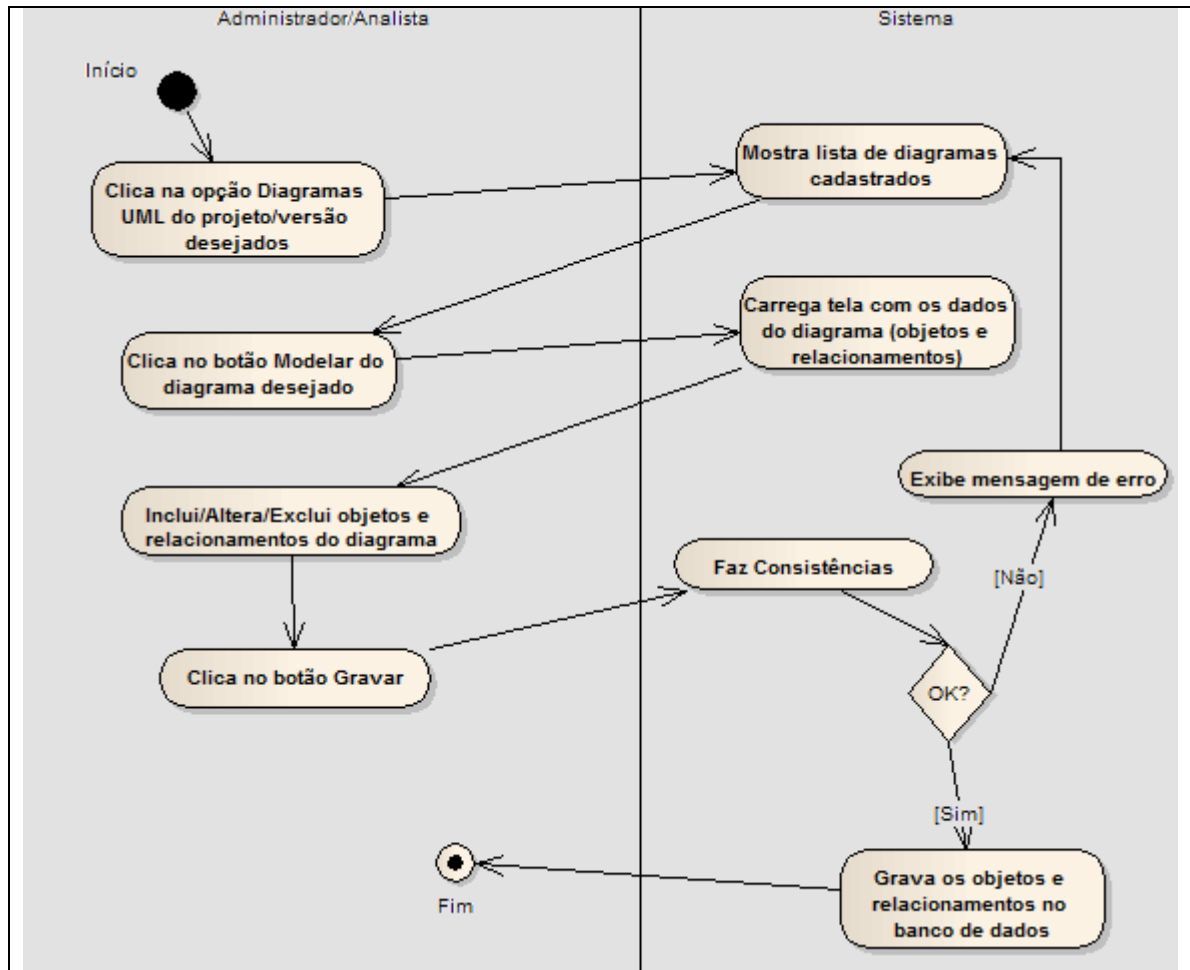 Administrador/Analista
Sistema
Início
Clica na opção Diagramas
UML do projeto/versão
desejados
Mostra lista de diagramas
cadastrados
Clica no botão Modelar do
diagrama desejado
Carrega tela com os dados
do diagrama (objetos e
relacionamentos)
Inclui/Altera/Exclui objetos e
relacionamentos do diagrama
Exibe mensagem de erro
Faz Consistências
[Não]
Clica no botão Gravar
OK?
[Sim]
Fim
Grava os objetos e
relacionamentos no
banco de dados